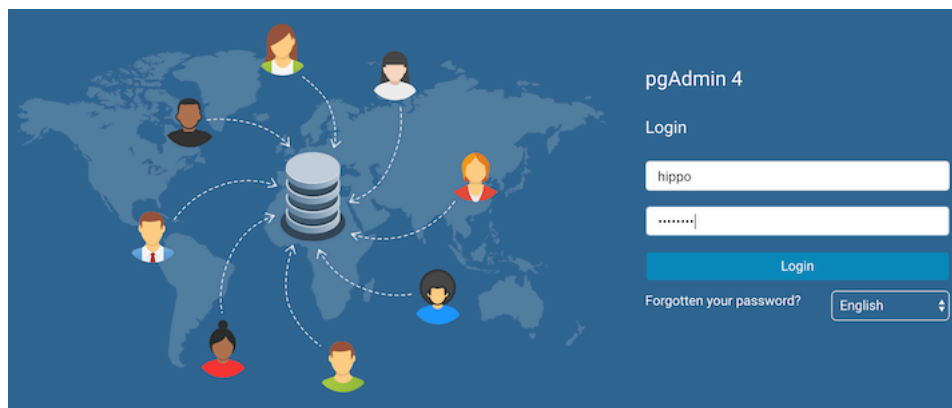 pgAdmin 4
Login
hippo
••••••••
Login
Forgotten your password?
English